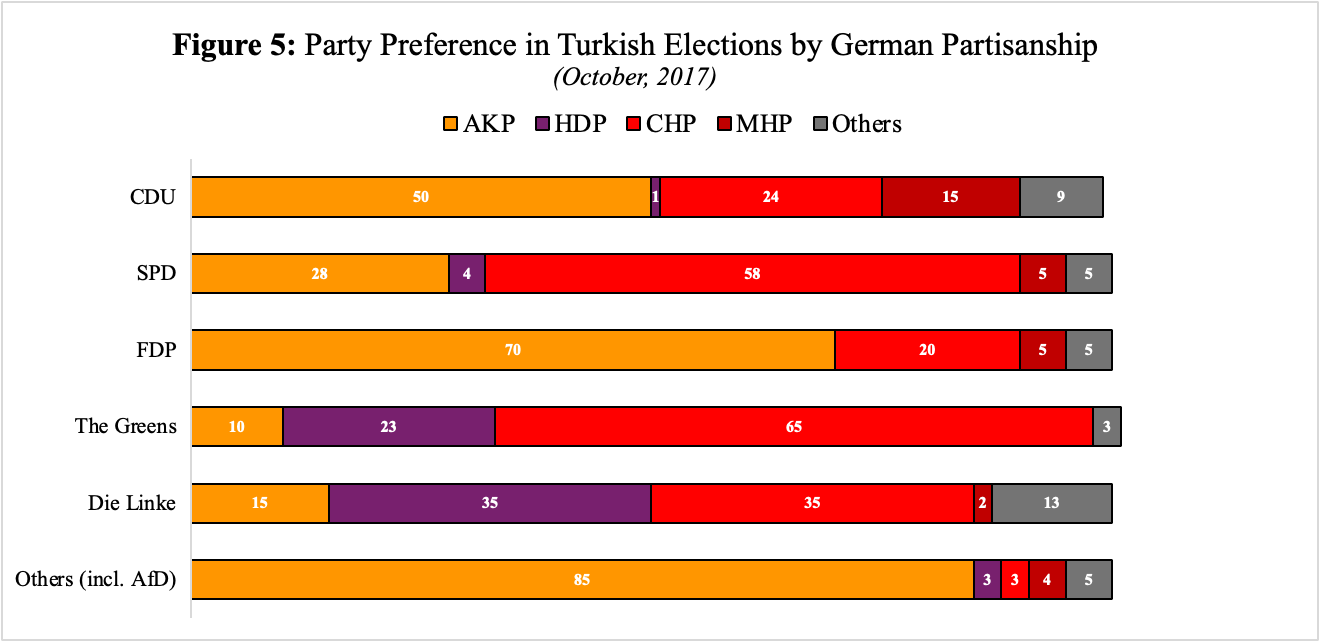 Figure 5: Party Preference in Turkish Elections by German Partisanship
(October, 2017)
AKP HDP CHP MHP Others
CDU 50 1 24 15 9
SPD 28 4 58 5 5
FDP 70 20 5 5
The Greens 10 23 65 3
Die Linke 15 35 35 2 13
Others (incl. AfD) 85 3 3 4 5